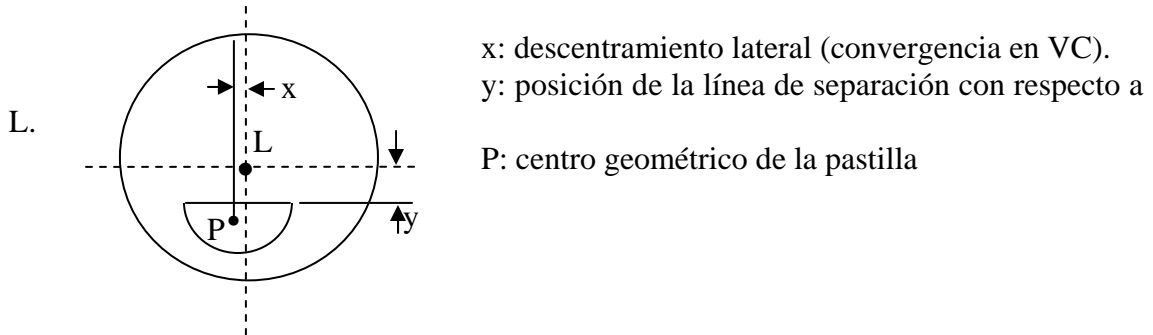 x: descentramiento lateral (convergencia en VC).
y: posición de la línea de separación con respecto a
L.
P: centro geométrico de la pastilla
x
L
P
y